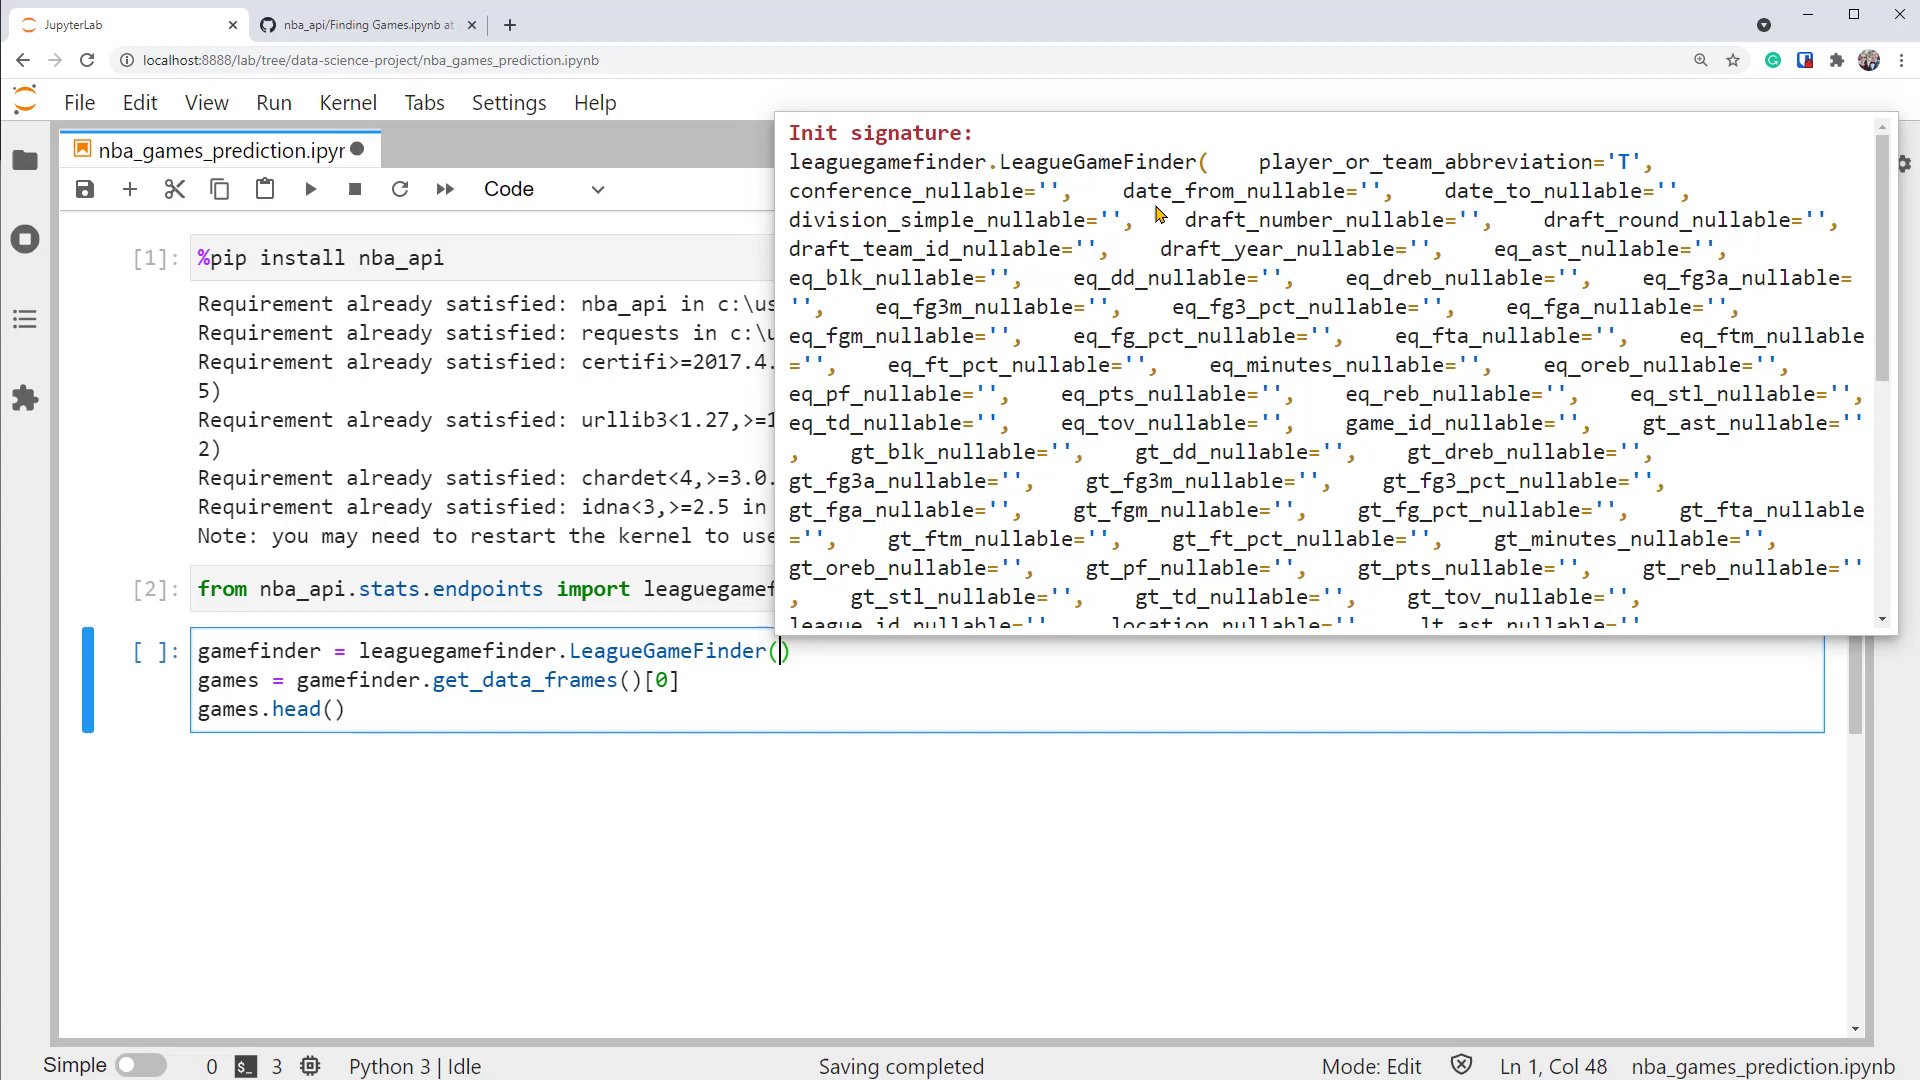 JupyterLab
nba_api/Finding Games.ipynb at
localhost:8888/lab/tree/data-science-project/nba_games_prediction.ipynb
File Edit View Run Kernel Tabs Settings Help
nba_games_prediction.ipyr
Code
[1]: %pip install nba_api
Requirement already satisfied: nba_api in c:\us
Requirement already satisfied: requests in c:\u
Requirement already satisfied: certifi>=2017.4.
5)
Requirement already satisfied: urllib3<1.27,>=1
2)
Requirement already satisfied: chardet<4,>=3.0.
Requirement already satisfied: idna<3,>=2.5 in
Note: you may need to restart the kernel to use
[2]: from nba_api.stats.endpoints import leaguegamef
[ ]: gamefinder = leaguegamefinder.LeagueGameFinder()
games = gamefinder.get_data_frames()[0]
games.head()
Init signature:
leaguegamefinder.LeagueGameFinder( player_or_team_abbreviation='T',
conference_nullable='', date_from_nullable='', date_to_nullable='',
division_simple_nullable='', draft_number_nullable='', draft_round_nullable='',
draft_team_id_nullable='', draft_year_nullable='', eq_ast_nullable='',
eq_blk_nullable='', eq_dd_nullable='', eq_dreb_nullable='', eq_fg3a_nullable=
'', eq_fg3m_nullable='', eq_fg3_pct_nullable='', eq_fga_nullable='',
eq_fgm_nullable='', eq_fg_pct_nullable='', eq_fta_nullable='', eq_ftm_nullable
='', eq_ft_pct_nullable='', eq_minutes_nullable='', eq_oreb_nullable='',
eq_pf_nullable='', eq_pts_nullable='', eq_reb_nullable='', eq_stl_nullable='',
eq_td_nullable='', eq_tov_nullable='', game_id_nullable='', gt_ast_nullable=''
, gt_blk_nullable='', gt_dd_nullable='', gt_dreb_nullable='',
gt_fg3a_nullable='', gt_fg3m_nullable='', gt_fg3_pct_nullable='',
gt_fga_nullable='', gt_fgm_nullable='', gt_fg_pct_nullable='', gt_fta_nullable
='', gt_ftm_nullable='', gt_ft_pct_nullable='', gt_minutes_nullable='',
gt_oreb_nullable='', gt_pf_nullable='', gt_pts_nullable='', gt_reb_nullable=''
, gt_stl_nullable='', gt_td_nullable='', gt_tov_nullable='',
league_id_nullable='' location_nullable='' lt_ast_nullable=''
Simple 0 $_ 3 Python 3 | Idle Saving completed Mode: Edit Ln 1, Col 48 nba_games_prediction.ipynb